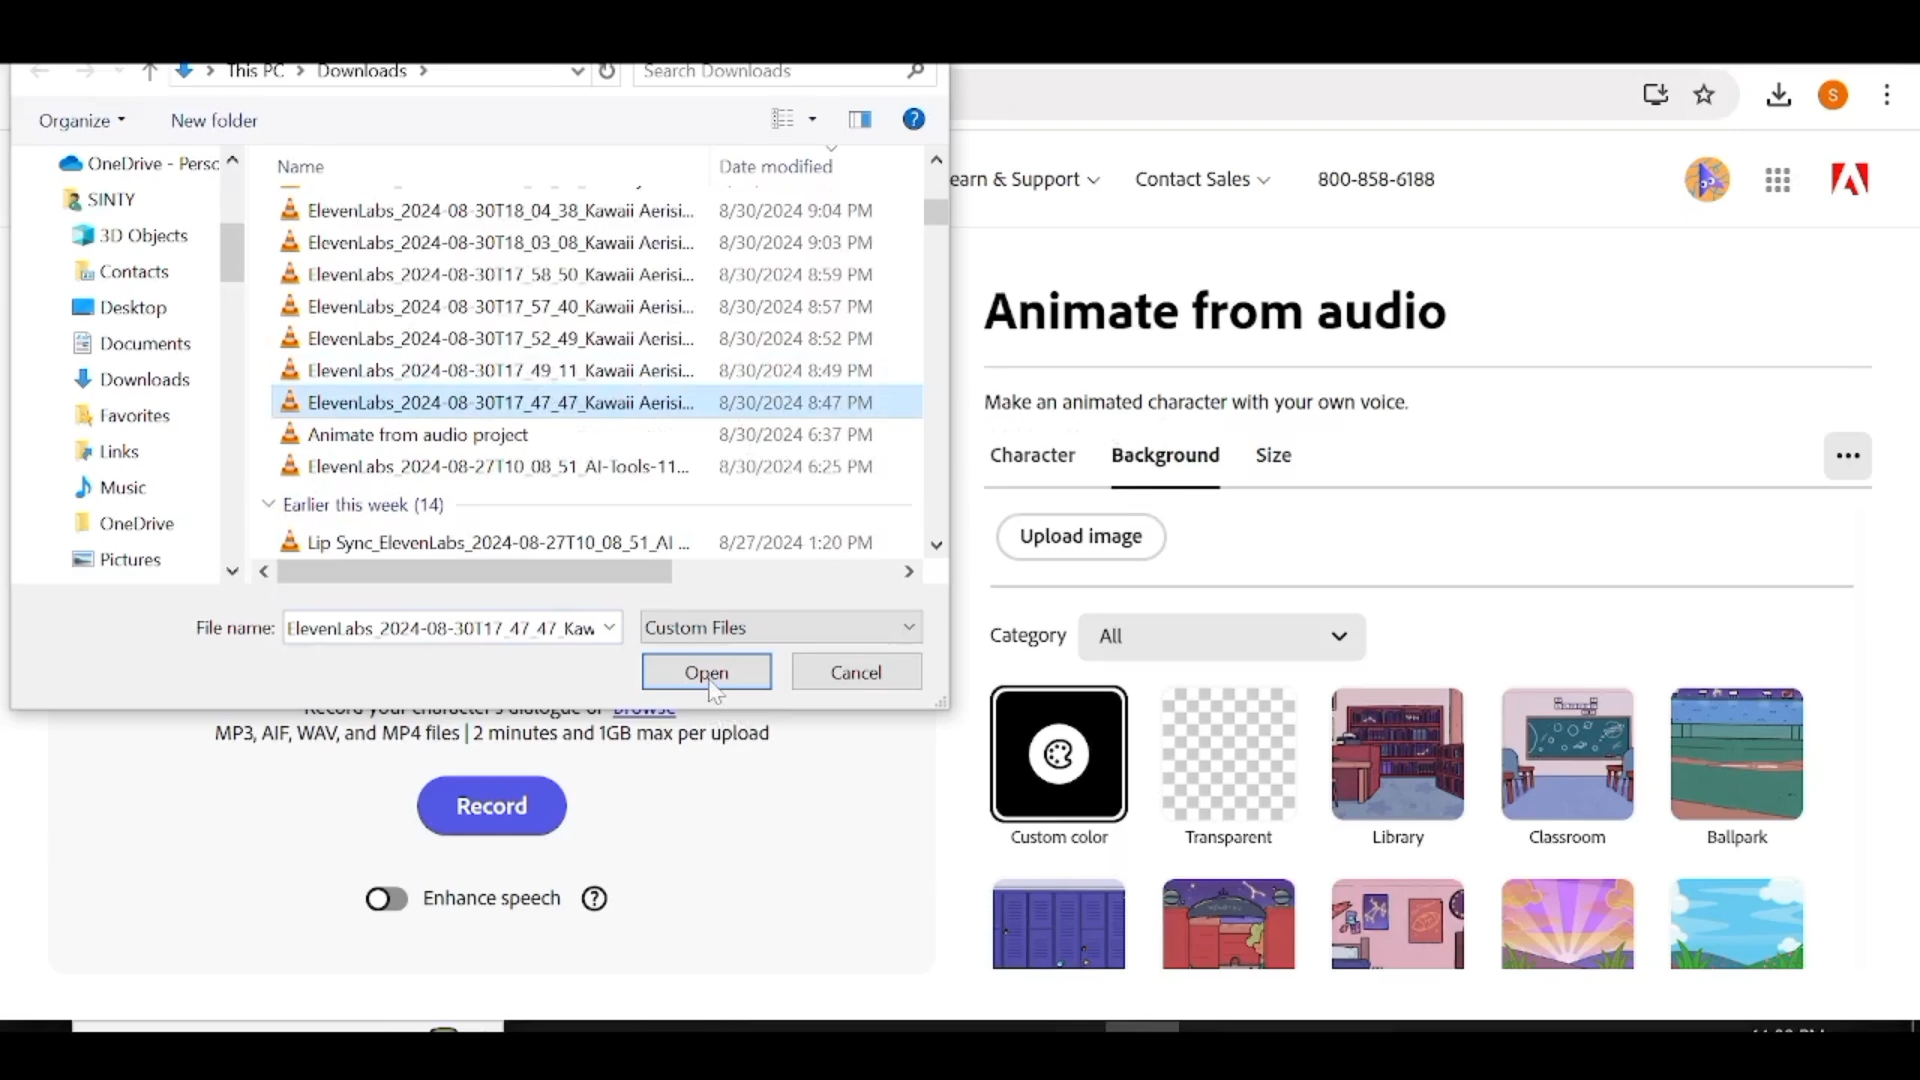 This PC > Downloads >
Search Downloads
Organize
New folder
OneDrive - Persc
SINTY
3D Objects
Contacts
Desktop
Documents
Downloads
Favorites
Links
Music
OneDrive
Pictures
Name
Date modified
ElevenLabs_2024-08-30T18_04_38_Kawaii Aerisi... 8/30/2024 9:04 PM
ElevenLabs_2024-08-30T18_03_08_Kawaii Aerisi... 8/30/2024 9:03 PM
ElevenLabs_2024-08-30T17_58_50_Kawaii Aerisi... 8/30/2024 8:59 PM
ElevenLabs_2024-08-30T17_57_40_Kawaii Aerisi... 8/30/2024 8:57 PM
ElevenLabs_2024-08-30T17_52_49_Kawaii Aerisi... 8/30/2024 8:52 PM
ElevenLabs_2024-08-30T17_49_11_Kawaii Aerisi... 8/30/2024 8:49 PM
ElevenLabs_2024-08-30T17_47_47_Kawaii Aerisi... 8/30/2024 8:47 PM
Animate from audio project 8/30/2024 6:37 PM
ElevenLabs_2024-08-27T10_08_51_AI-Tools-11... 8/30/2024 6:25 PM
Earlier this week (14)
Lip Sync_ElevenLabs_2024-08-27T10_08_51_AI ... 8/27/2024 1:20 PM
File name: ElevenLabs_2024-08-30T17_47_47_Kaw
Custom Files
Open
Cancel
Record your character's dialogue or browse
MP3, AIF, WAV, and MP4 files | 2 minutes and 1GB max per upload
Record
Enhance speech ?
S
earn & Support
Contact Sales
800-858-6188
Animate from audio
Make an animated character with your own voice.
Character
Background
Size
Upload image
Category
All
Custom color
Transparent
Library
Classroom
Ballpark